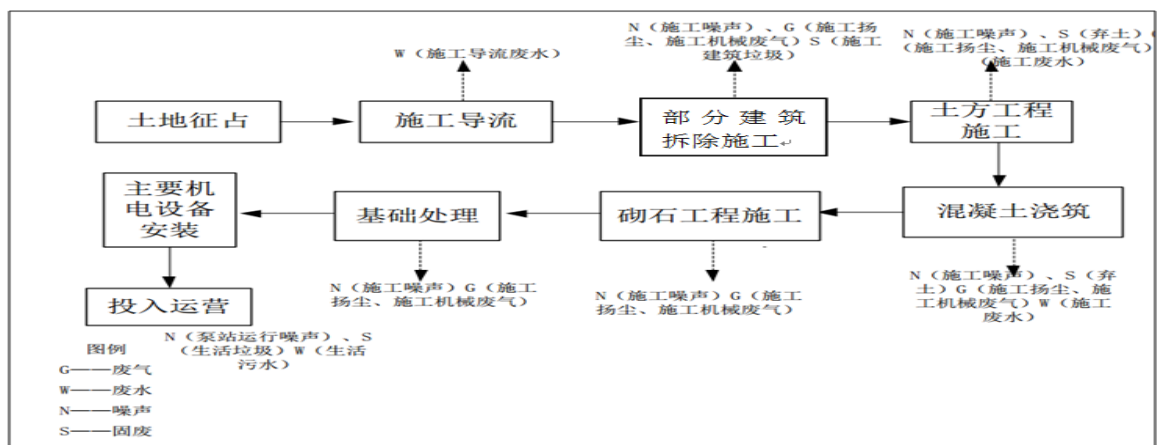 N（施工噪声）、G（施工扬
尘、施工机械废气）S（施工
建筑垃圾）
N（施工噪声）、S（弃土）G
（施工扬尘、施工机械废气）
（施工废水）
W（施工导流废水）
土地征占
施工导流
部分建筑
拆除施工
土方工程
施工
主要机
电设备
安装
基础处理
砌石工程施工
混凝土浇筑
投入运营
N（施工噪声）G（施工
扬尘、施工机械废气）
N（施工噪声）G（施工
扬尘、施工机械废气）
N（施工噪声）、S（弃
土）G（施工扬尘、施
工机械废气）W（施工
废水）
N（泵站运行噪声）、S
（生活垃圾）W（生活
污水）
图例
G——废气
W——废水
N——噪声
S——固废